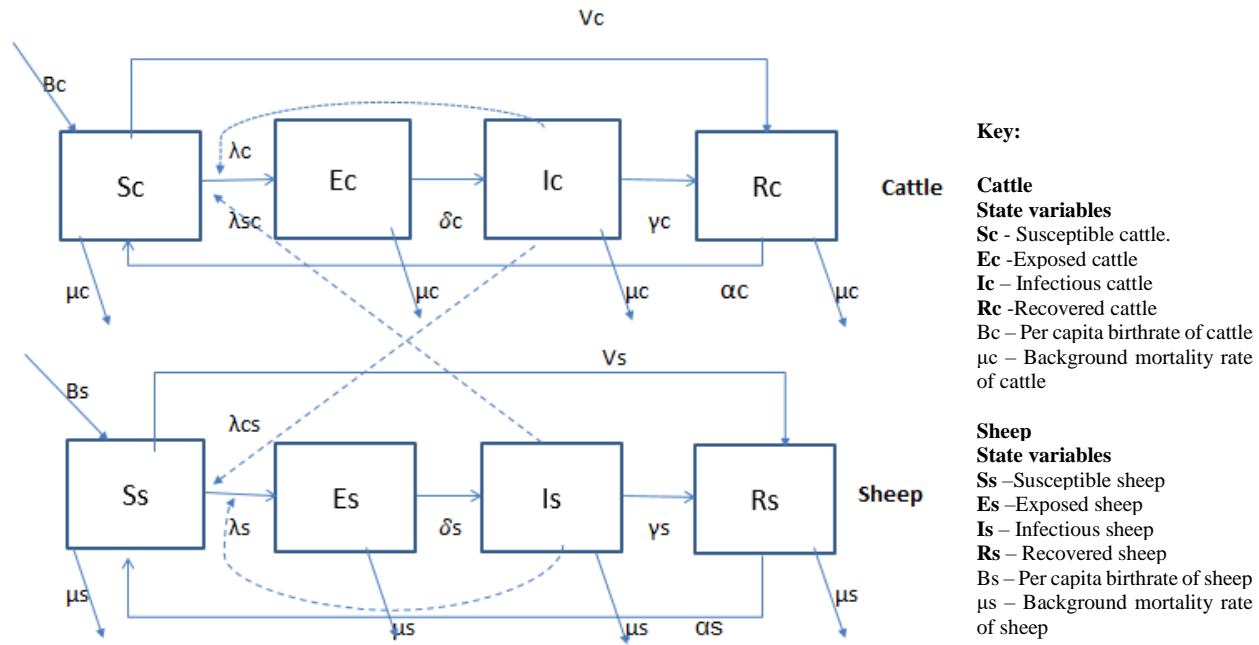 Vc
Bc
λc
Sc
Ec
Ic
Rc
Cattle
λsc
δc
γc
μc
μc
μc
αc
μc
Vs
Bs
λcs
Ss
Es
Is
Rs
Sheep
λs
δs
γs
μs
μs
μs
αs
μs
Key:
Cattle
State variables
Sc - Susceptible cattle.
Ec -Exposed cattle
Ic – Infectious cattle
Rc -Recovered cattle
Bc – Per capita birthrate of cattle
μc – Background mortality rate
of cattle
Sheep
State variables
Ss –Susceptible sheep
Es –Exposed sheep
Is – Infectious sheep
Rs – Recovered sheep
Bs – Per capita birthrate of sheep
μs – Background mortality rate
of sheep